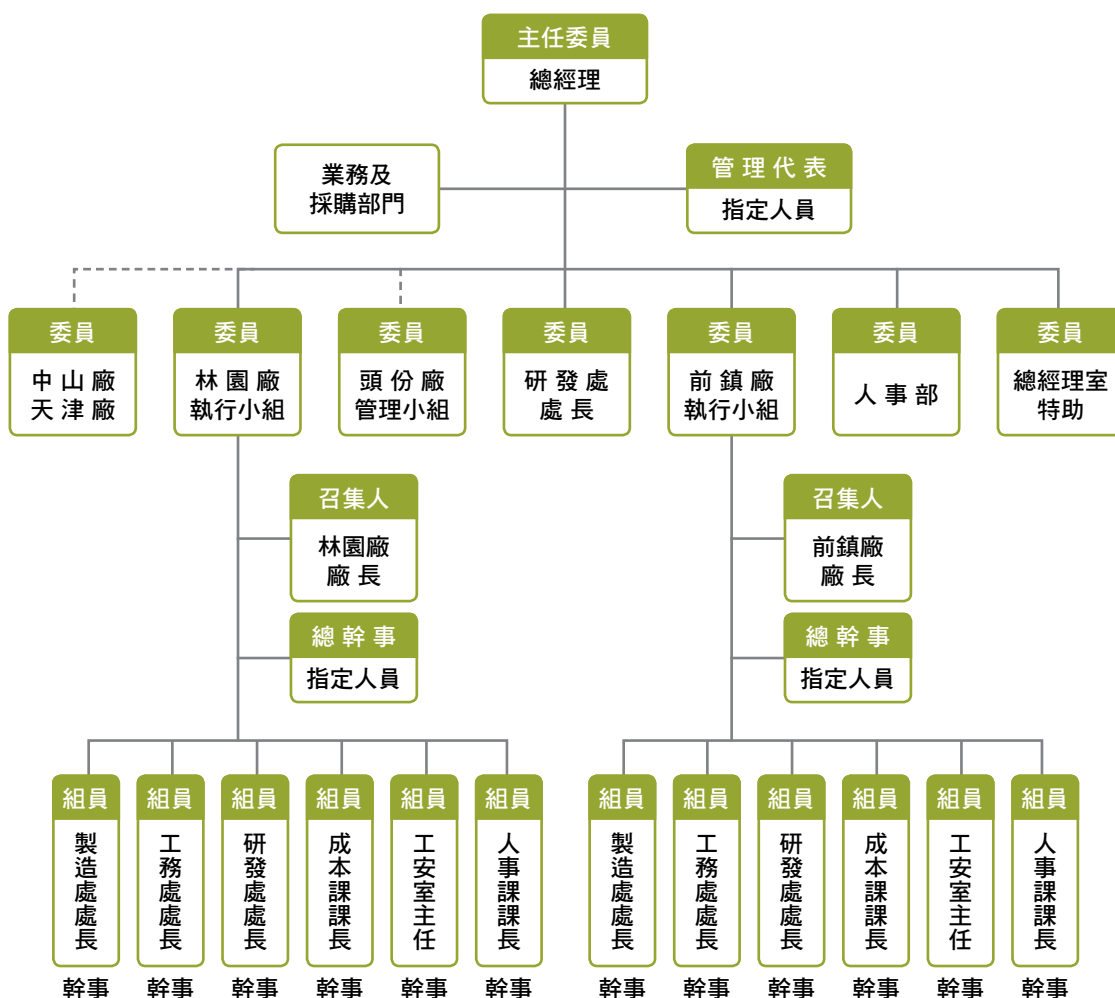 主任委員
總經理
業務及
採購部門
管理代表
指定人員
委員
中山廠
天津廠
委員
林園廠
執行小組
委員
頭份廠
管理小組
委員
研發處
處長
委員
前鎮廠
執行小組
委員
人事部
委員
總經理室
特助
召集人
林園廠
廠長
總幹事
指定人員
召集人
前鎮廠
廠長
總幹事
指定人員
組員
製造處處長
幹事
組員
工務處處長
幹事
組員
研發處處長
幹事
組員
成本課課長
幹事
組員
工安室主任
幹事
組員
人事課課長
幹事
組員
製造處處長
幹事
組員
工務處處長
幹事
組員
研發處處長
幹事
組員
成本課課長
幹事
組員
工安室主任
幹事
組員
人事課課長
幹事